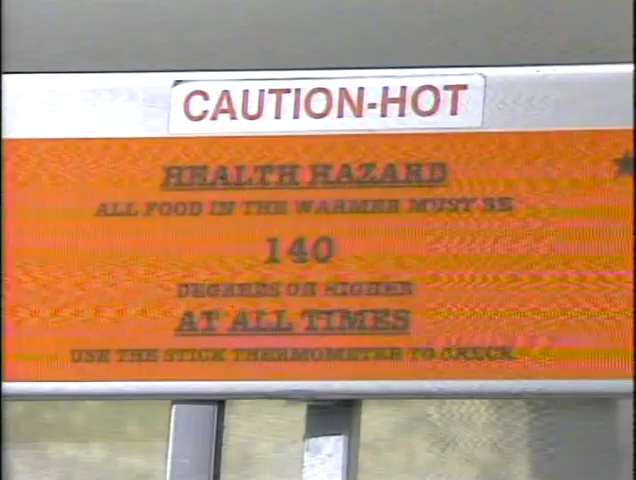 CAUTION-HOT
HEALTH HAZARD
ALL FOOD IN THE WARMER MUST BE
140
DEGREES OR HIGHER
AT ALL TIMES
USE THE STICK THERMOMETER TO CHECK